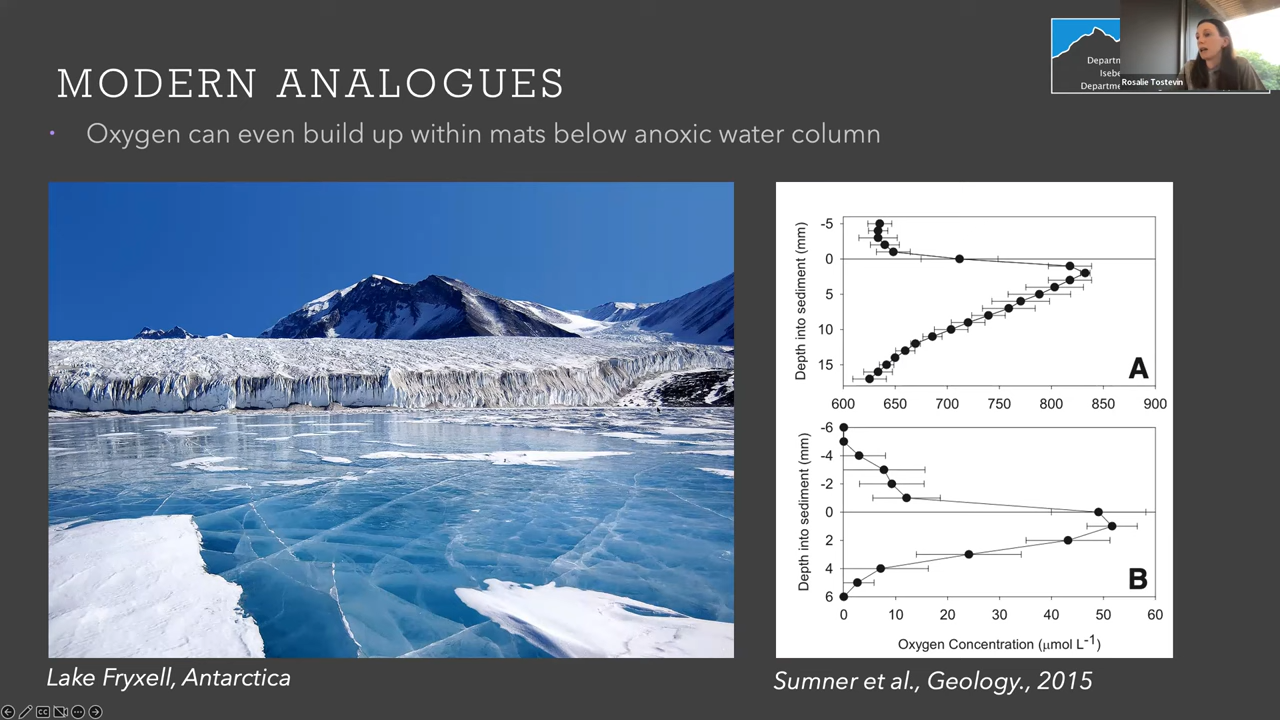 MODERN ANALOGUES
Departm
Isebe
Departme
Rosalie Tostevin
• Oxygen can even build up within mats below anoxic water column
Depth into sediment (mm)
-5
0
5
10
15
A
600 650 700 750 800 850 900
Depth into sediment (mm)
-6
-4
-2
0
2
4
6
B
0 10 20 30 40 50 60
Oxygen Concentration (μmol L-1)
Lake Fryxell, Antarctica
Sumner et al., Geology., 2015
CC